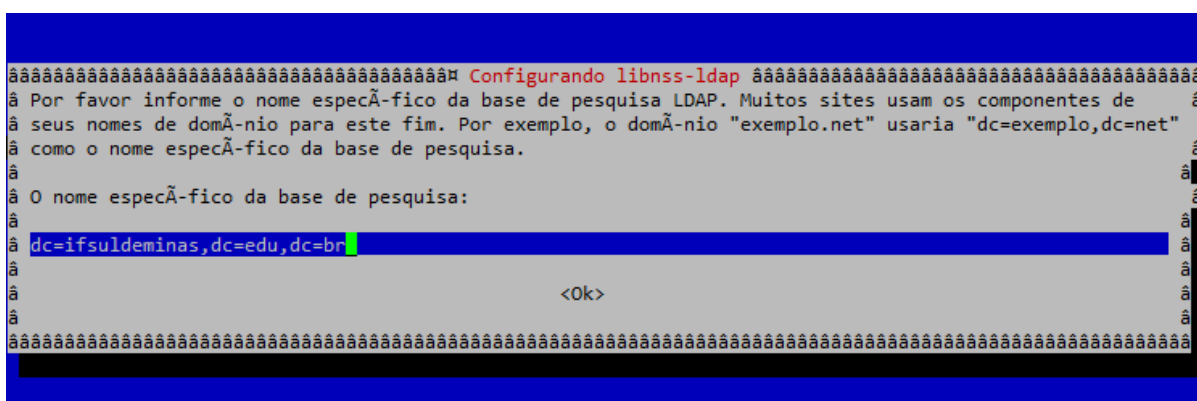 âââââââââââââââââââââââââââââââââââââââ¤ Configurando libnss-ldap ââââââââââââââââââââââââââââââââââââââââ
â Por favor informe o nome especÃ-fico da base de pesquisa LDAP. Muitos sites usam os componentes de â
â seus nomes de domÃ-nio para este fim. Por exemplo, o domÃ-nio "exemplo.net" usaria "dc=exemplo,dc=net"
â como o nome especÃ-fico da base de pesquisa. â
â â
â O nome especÃ-fico da base de pesquisa: â
â â
â dc=ifsuldeminas,dc=edu,dc=br â
â â
â <Ok> â
â â
âââââââââââââââââââââââââââââââââââââââââââââââââââââââââââââââââââââââââââââââââââââââââââââââââââââââââ